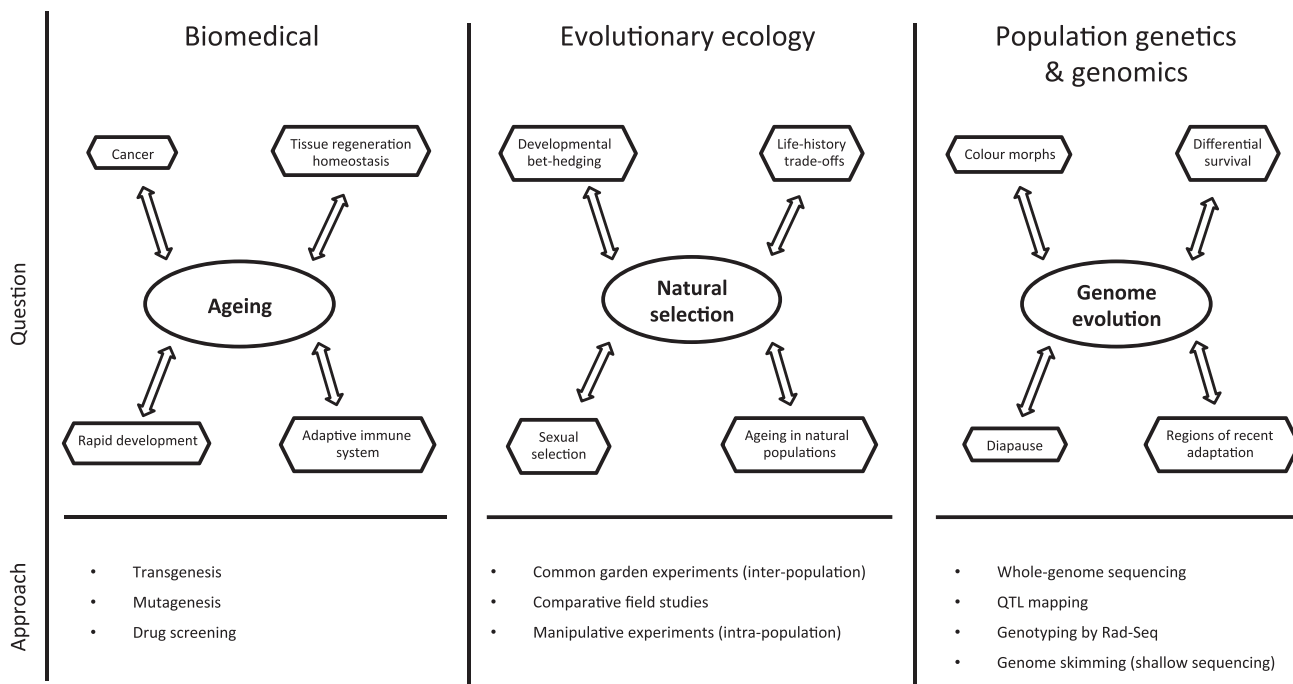 Biomedical
Evolutionary ecology
Population genetics
& genomics
Question
Cancer
Tissue regeneration
homeostasis
Ageing
Rapid development
Adaptive immune
system
Developmental
bet-hedging
Life-history
trade-offs
Natural
selection
Sexual
selection
Ageing in natural
populations
Colour morphs
Differential
survival
Genome
evolution
Diapause
Regions of recent
adaptation
Approach
• Transgenesis
• Mutagenesis
• Drug screening
• Common garden experiments (inter-population)
• Comparative field studies
• Manipulative experiments (intra-population)
• Whole-genome sequencing
• QTL mapping
• Genotyping by Rad-Seq
• Genome skimming (shallow sequencing)